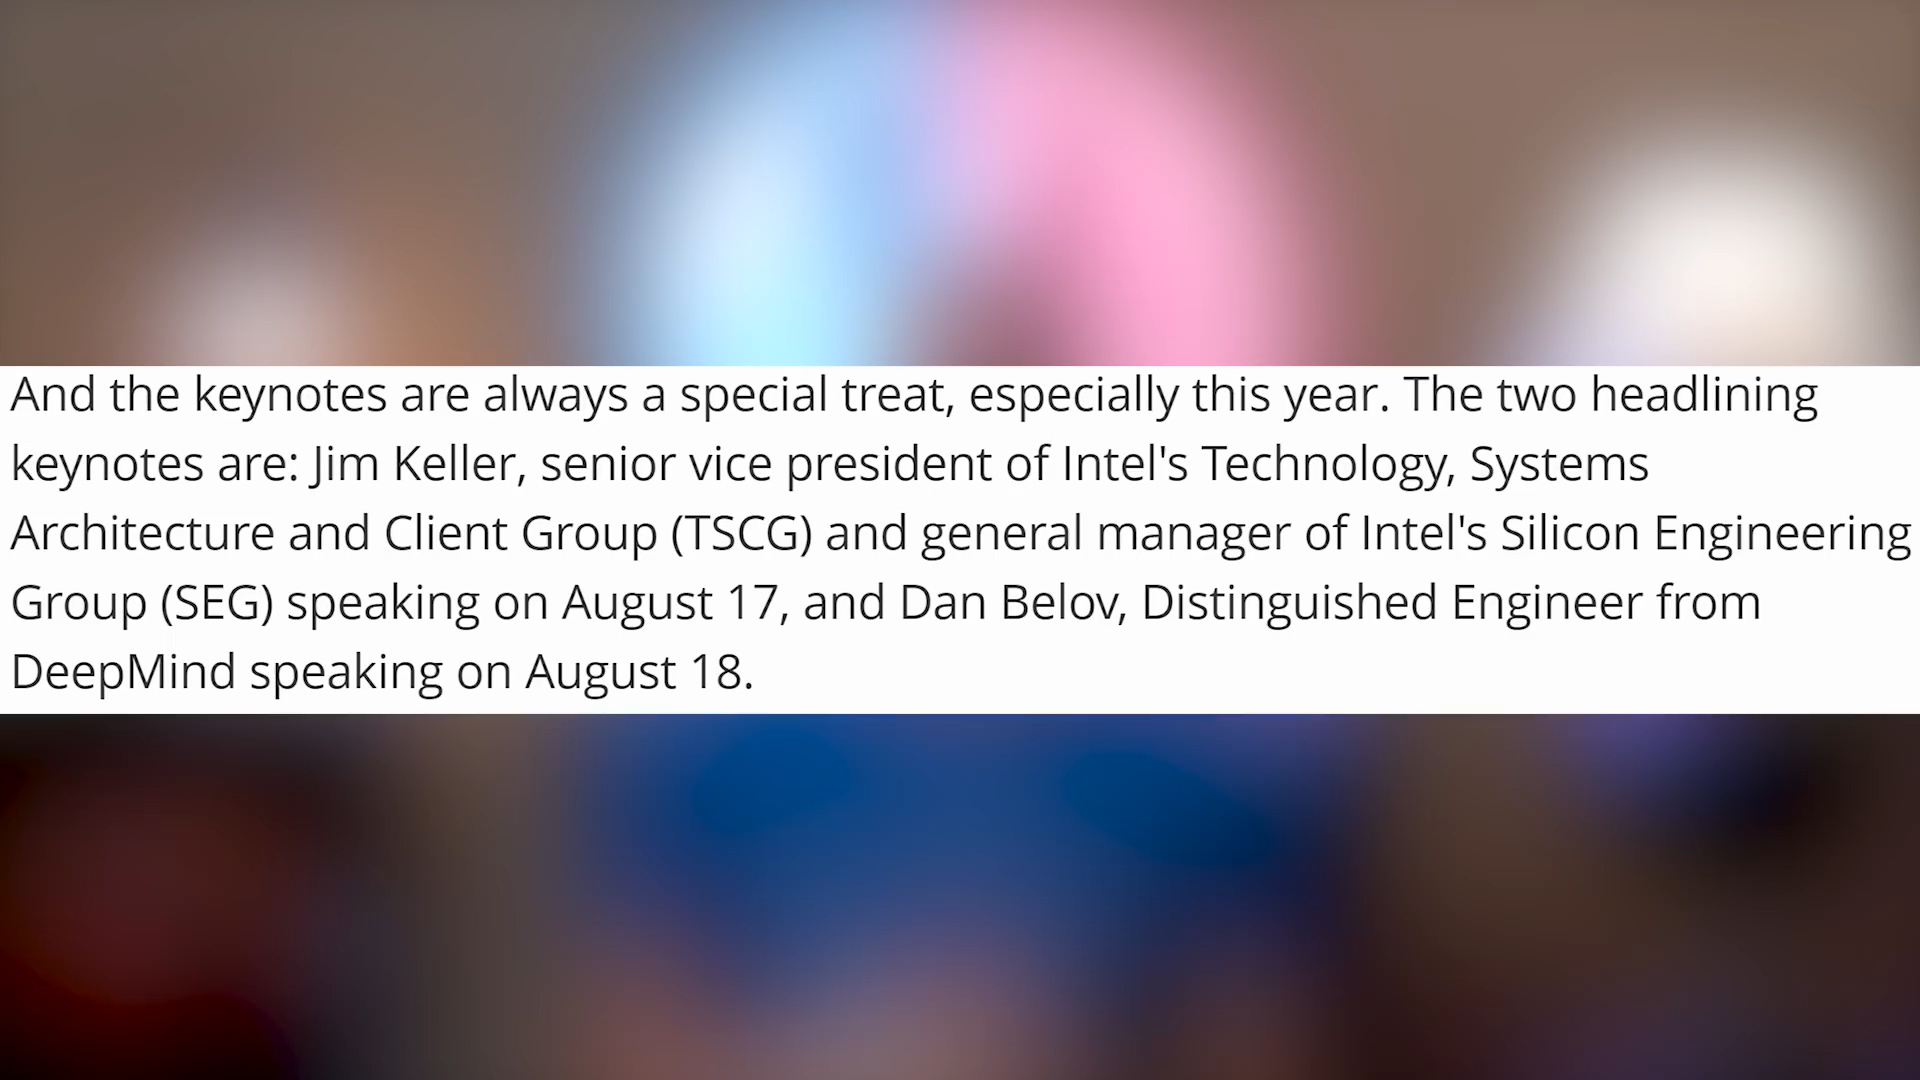 And the keynotes are always a special treat, especially this year. The two headlining
keynotes are: Jim Keller, senior vice president of Intel's Technology, Systems
Architecture and Client Group (TSCG) and general manager of Intel's Silicon Engineering
Group (SEG) speaking on August 17, and Dan Belov, Distinguished Engineer from
DeepMind speaking on August 18.